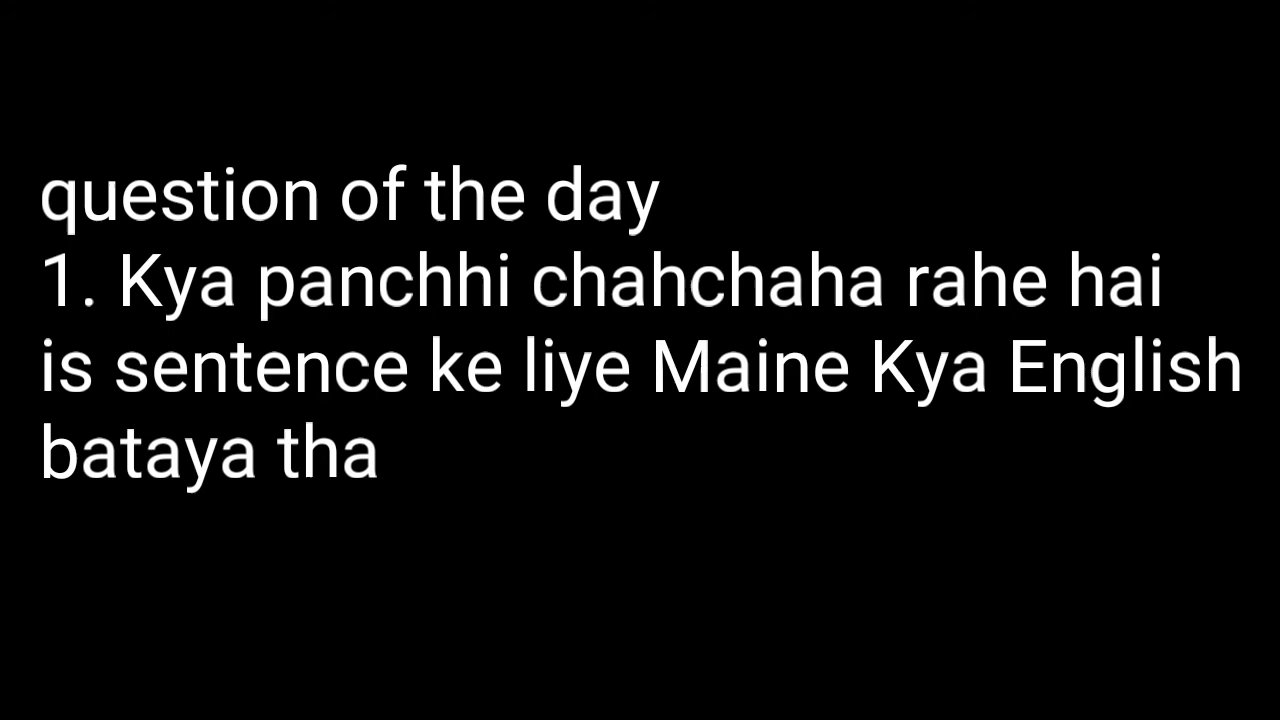 question of the day
1. Kya panchhi chahchaha rahe hai
is sentence ke liye Maine Kya English
bataya tha